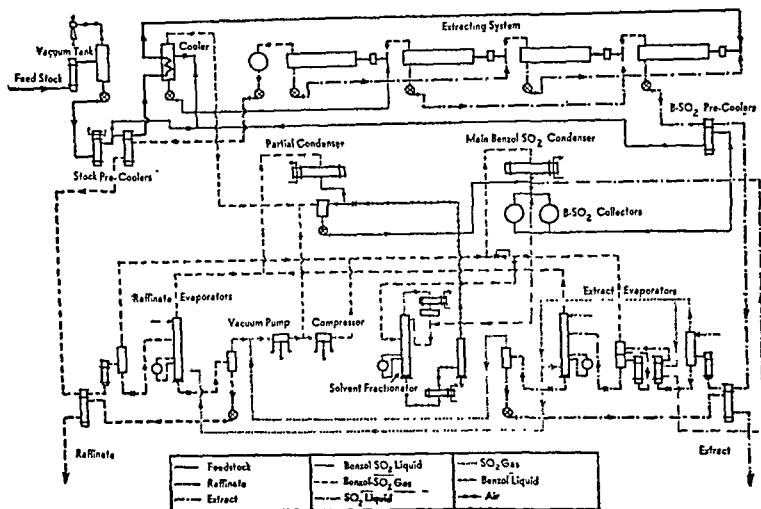 Extracting System
Vacuum Tank
Cooler
Feed Stock
B-SO2 Pre-Coolers
Partial Condenser
Main Benzol SO2 Condenser
Stock Pre-Coolers
B-SO2 Collectors
Raffinate Evaporators
Extract Evaporators
Vacuum Pump
Compressor
Solvent Fractionator
Raffinate
Extract
Feedstock
Benzol SO2 Liquid
SO2 Gas
Raffinate
Benzol-SO2 Gas
Benzol Liquid
Extract
SO2 Liquid
Air